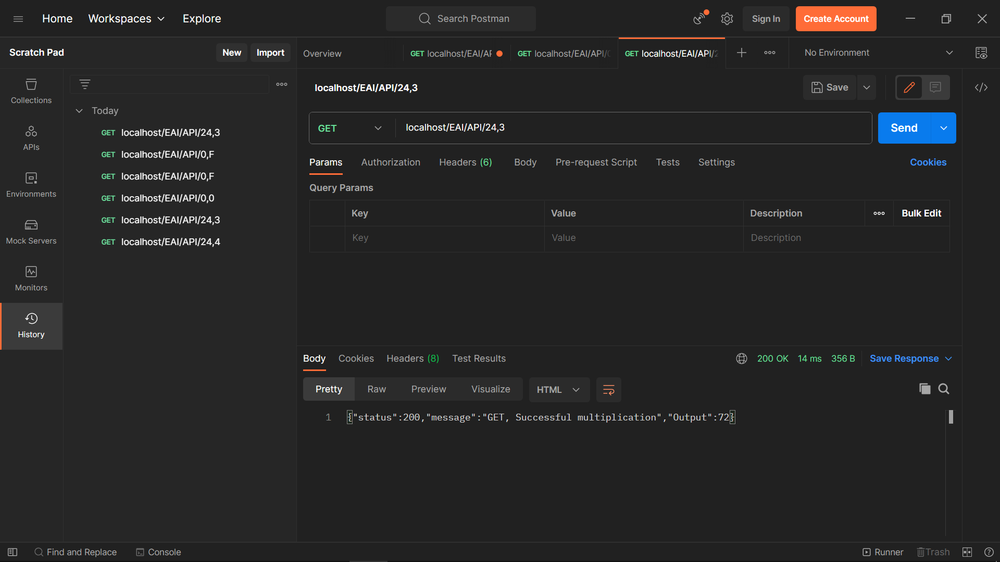 Home Workspaces Explore Search Postman Sign In Create Account
Scratch Pad New Import
Overview GET localhost/EAI/AF GET localhost/EAI/API/ GET localhost/EAI/API/2 No Environment
Collections
APIs
Environments
Mock Servers
Monitors
History
Today
GET localhost/EAI/API/24,3
GET localhost/EAI/API/0,F
GET localhost/EAI/API/0,F
GET localhost/EAI/API/0,0
GET localhost/EAI/API/24,3
GET localhost/EAI/API/24,4
localhost/EAI/API/24,3 Save
GET localhost/EAI/API/24,3 Send
Params Authorization Headers (6) Body Pre-request Script Tests Settings Cookies
Query Params
Key Value Description Bulk Edit
Key Value Description
Body Cookies Headers (8) Test Results 200 OK 14 ms 356 B Save Response
Pretty Raw Preview Visualize HTML
1 {"status":200,"message":"GET, Successful multiplication","Output":72}
Find and Replace Console Runner Trash